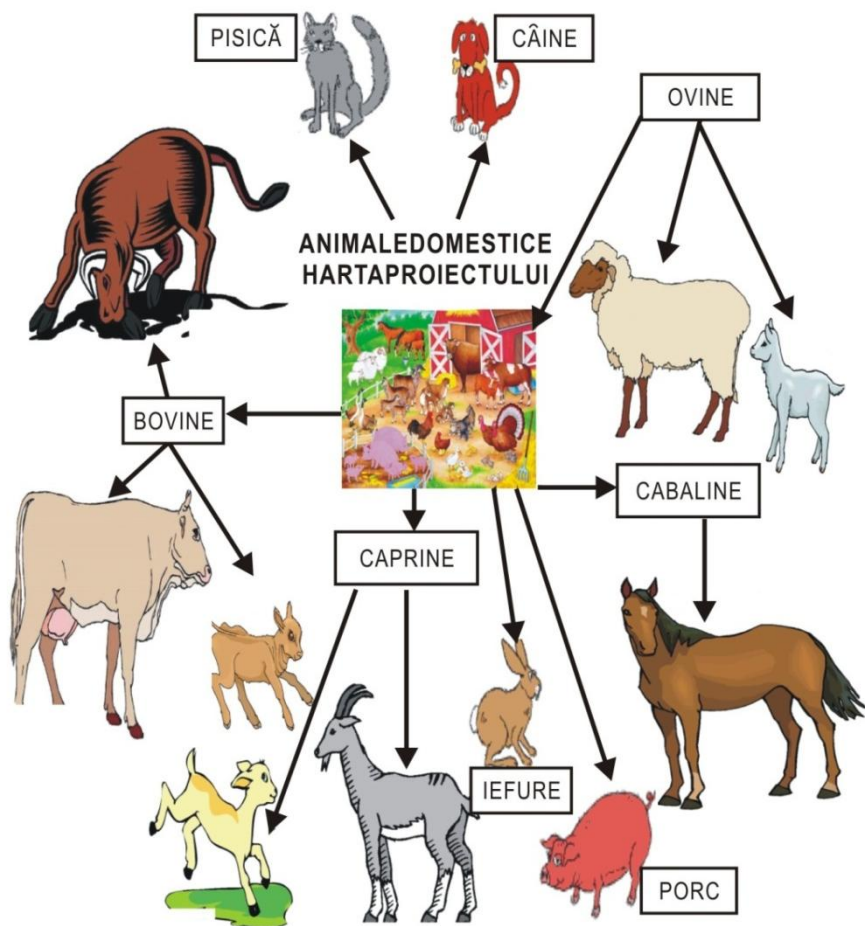 PISICĂ
CÂINE
OVINE
ANIMALEDOMESTICE
HARTAPROIECTULUI
BOVINE
CABALINE
CAPRINE
IEFURE
PORC